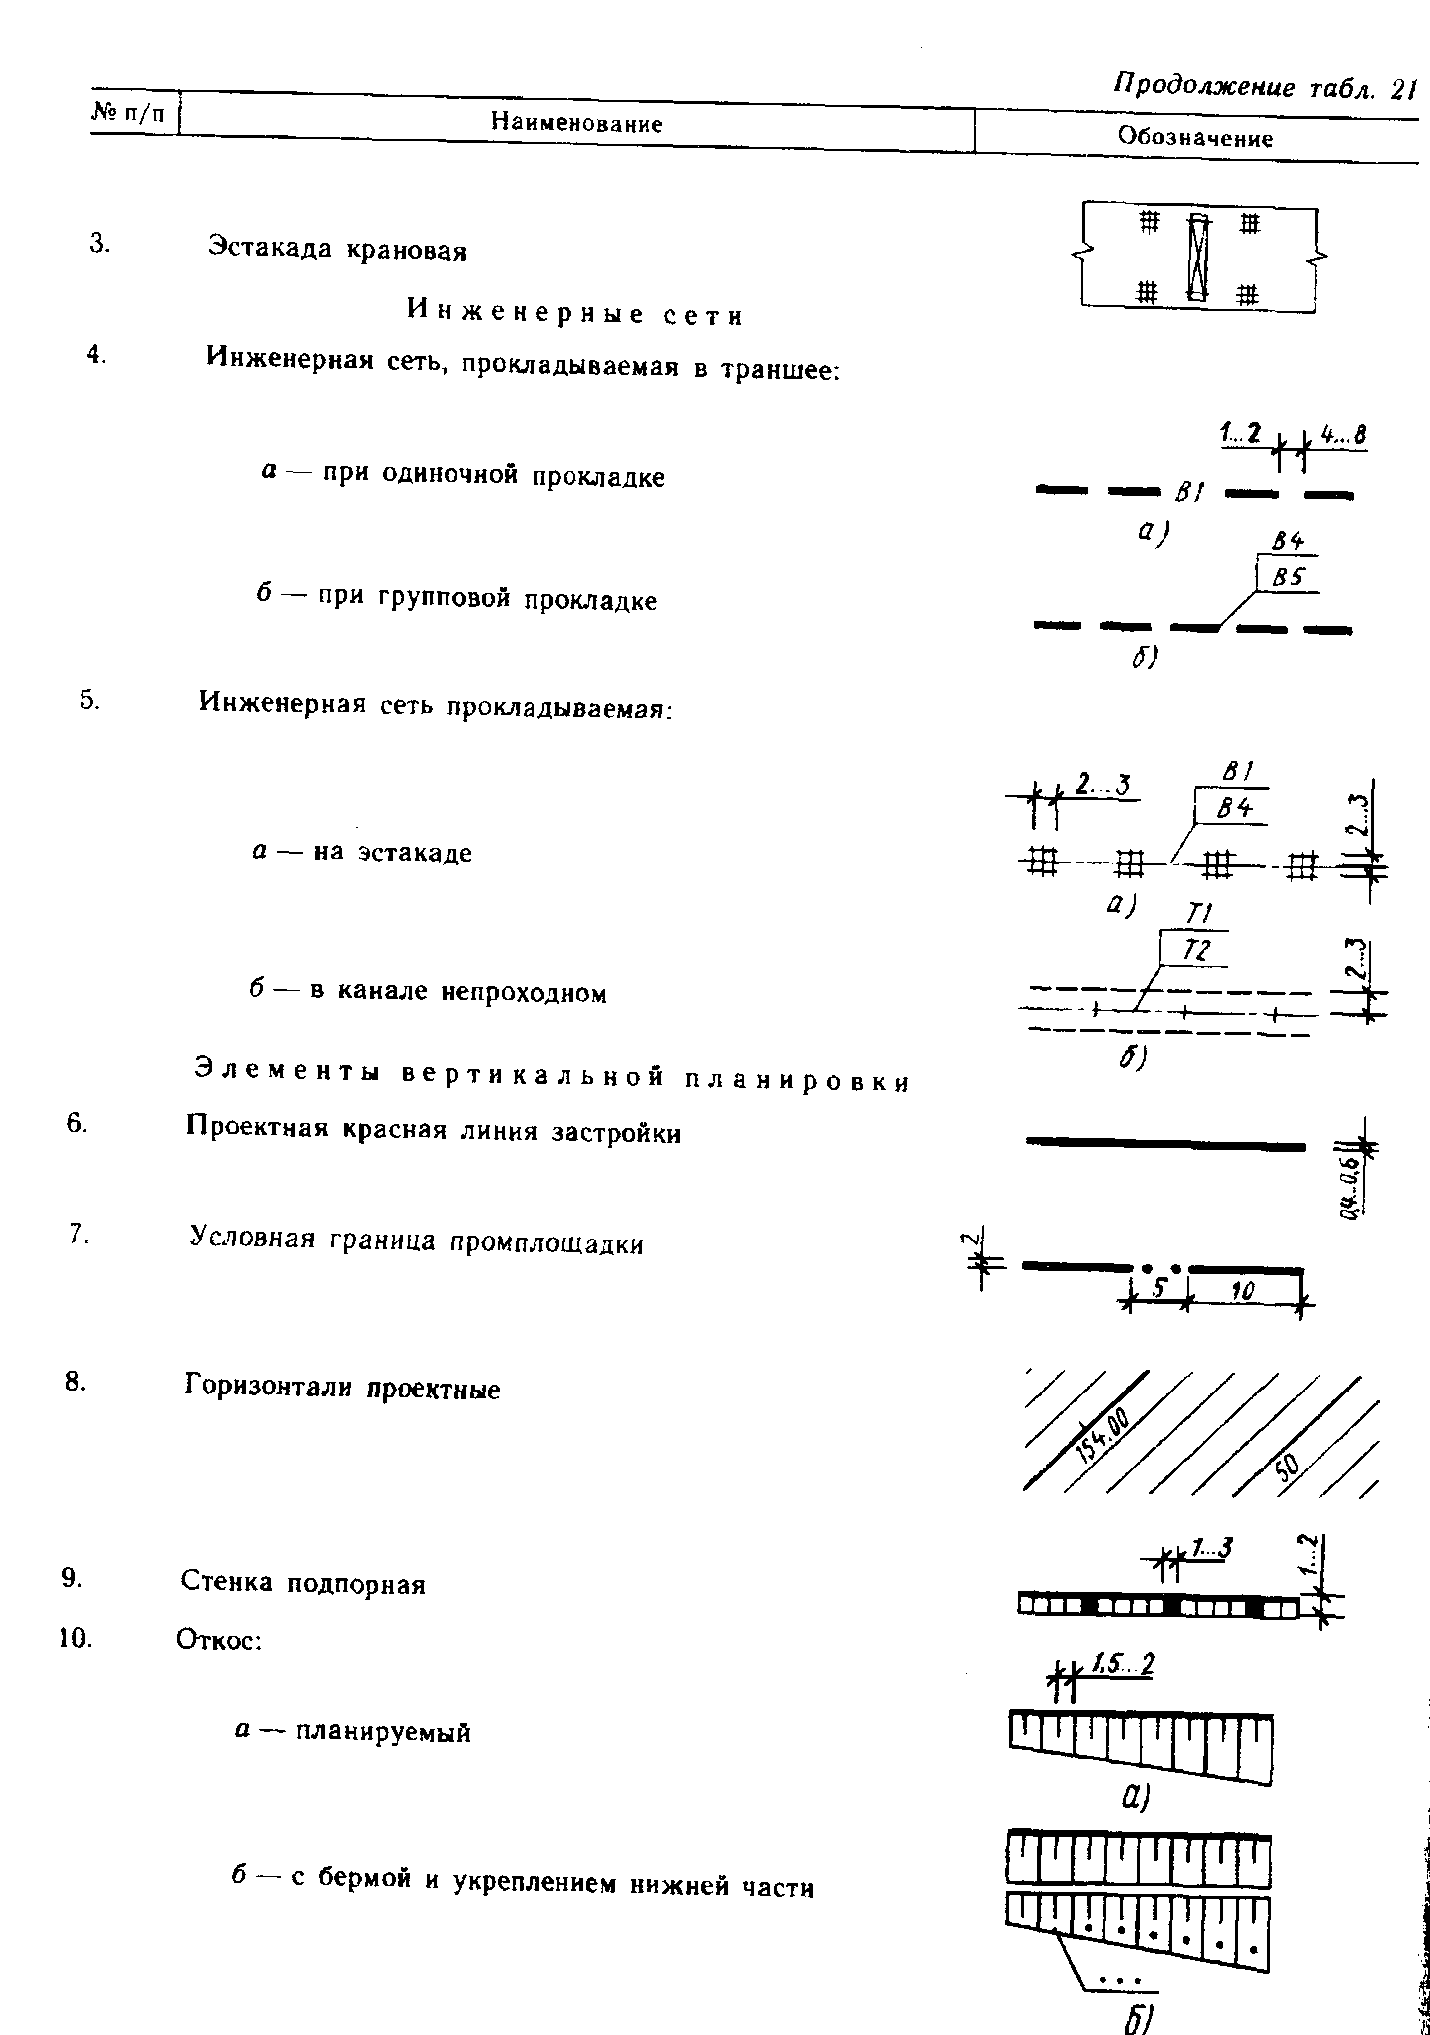 Продолжение табл. 21
№ п/п Наименование Обозначение
3. Эстакада крановая
Инженерные сети
4. Инженерная сеть, прокладываемая в траншее:
1...2 4...8
а — при одиночной прокладке
В1
а)
В4
В5
б — при групповой прокладке
б)
5. Инженерная сеть прокладываемая:
2...3 В1
В4 2...3
а — на эстакаде
а)
Т1
Т2 2...3
б — в канале непроходном
б)
Элементы вертикальной планировки
6. Проектная красная линия застройки
0,4...0,6
7. Условная граница промплощадки
2
5 10
8. Горизонтали проектные
154.00
50
1...3 1...2
9. Стенка подпорная
10. Откос:
1,5...2
а — планируемый
а)
б — с бермой и укреплением нижней части
...
б)